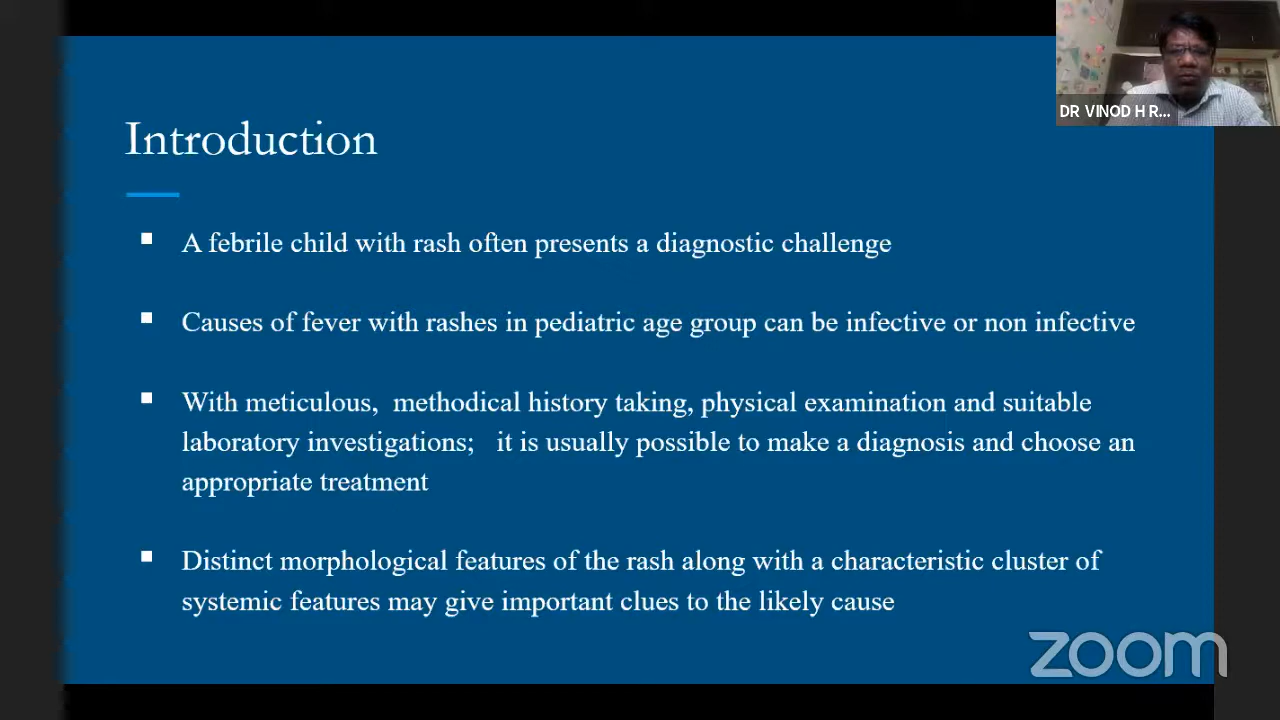 DR VINOD H R...
Introduction
A febrile child with rash often presents a diagnostic challenge
Causes of fever with rashes in pediatric age group can be infective or non infective
With meticulous,  methodical history taking, physical examination and suitable
laboratory investigations;   it is usually possible to make a diagnosis and choose an
appropriate treatment
Distinct morphological features of the rash along with a characteristic cluster of
systemic features may give important clues to the likely cause
zoom